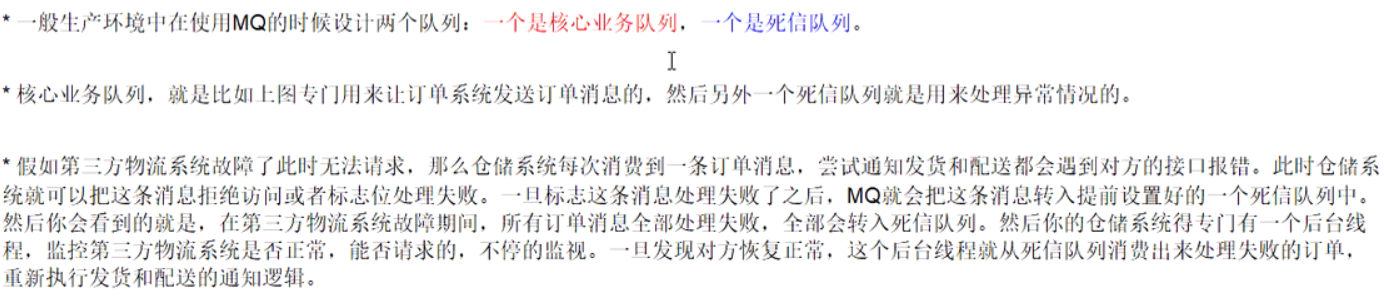 * 一般生产环境中在使用MQ的时候设计两个队列：一个是核心业务队列，一个是死信队列。
* 核心业务队列，就是比如上图专门用来让订单系统发送订单消息的，然后另外一个死信队列就是用来处理异常情况的。
* 假如第三方物流系统故障了此时无法请求，那么仓储系统每次消费到一条订单消息，尝试通知发货和配送都会遇到对方的接口报错。此时仓储系
统就可以把这条消息拒绝访问或者标志位处理失败。一旦标志这条消息处理失败了之后，MQ就会把这条消息转入提前设置好的一个死信队列中。
然后你会看到的就是，在第三方物流系统故障期间，所有订单消息全部处理失败，全部会转入死信队列。然后你的仓储系统得专门有一个后台线
程，监控第三方物流系统是否正常，能否请求的，不停的监视。一旦发现对方恢复正常，这个后台线程就从死信队列消费出来处理失败的订单，
重新执行发货和配送的通知逻辑。